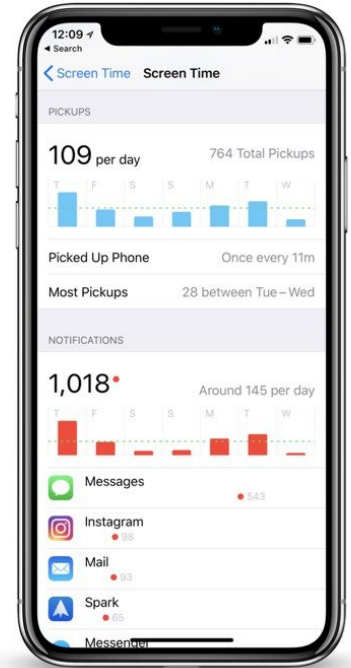 12:09
Search
Screen Time Screen Time
PICKUPS
109 per day 764 Total Pickups
T F S S M T W
Picked Up Phone Once every 11m
Most Pickups 28 between Tue – Wed
NOTIFICATIONS
1,018 Around 145 per day
T F S S M T W
Messages
543
Instagram
98
Mail
93
Spark
65
Messenger